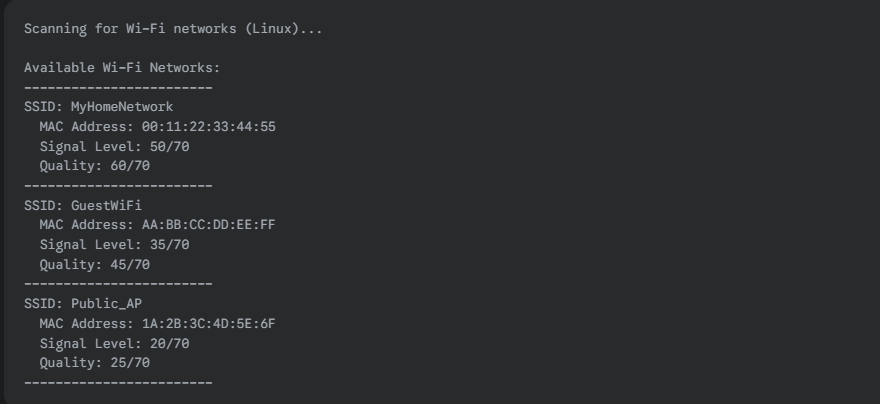 Scanning for Wi-Fi networks (Linux)...
Available Wi-Fi Networks:
------------------------
SSID: MyHomeNetwork
MAC Address: 00:11:22:33:44:55
Signal Level: 50/70
Quality: 60/70
------------------------
SSID: GuestWiFi
MAC Address: AA:BB:CC:DD:EE:FF
Signal Level: 35/70
Quality: 45/70
------------------------
SSID: Public_AP
MAC Address: 1A:2B:3C:4D:5E:6F
Signal Level: 20/70
Quality: 25/70
------------------------